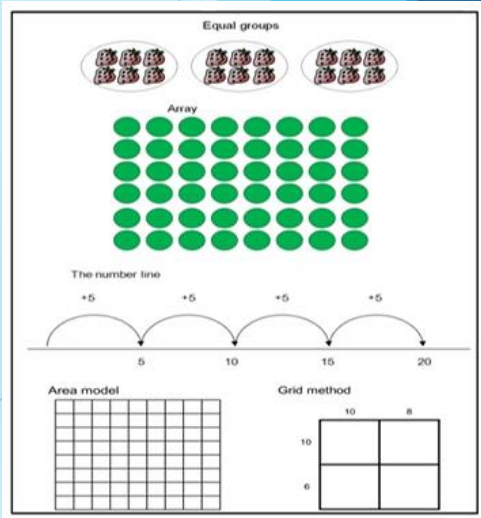 Equal groups
Array
The number line
+5 +5 +5 +5
5 10 15 20
Area model Grid method
10 8
10
6